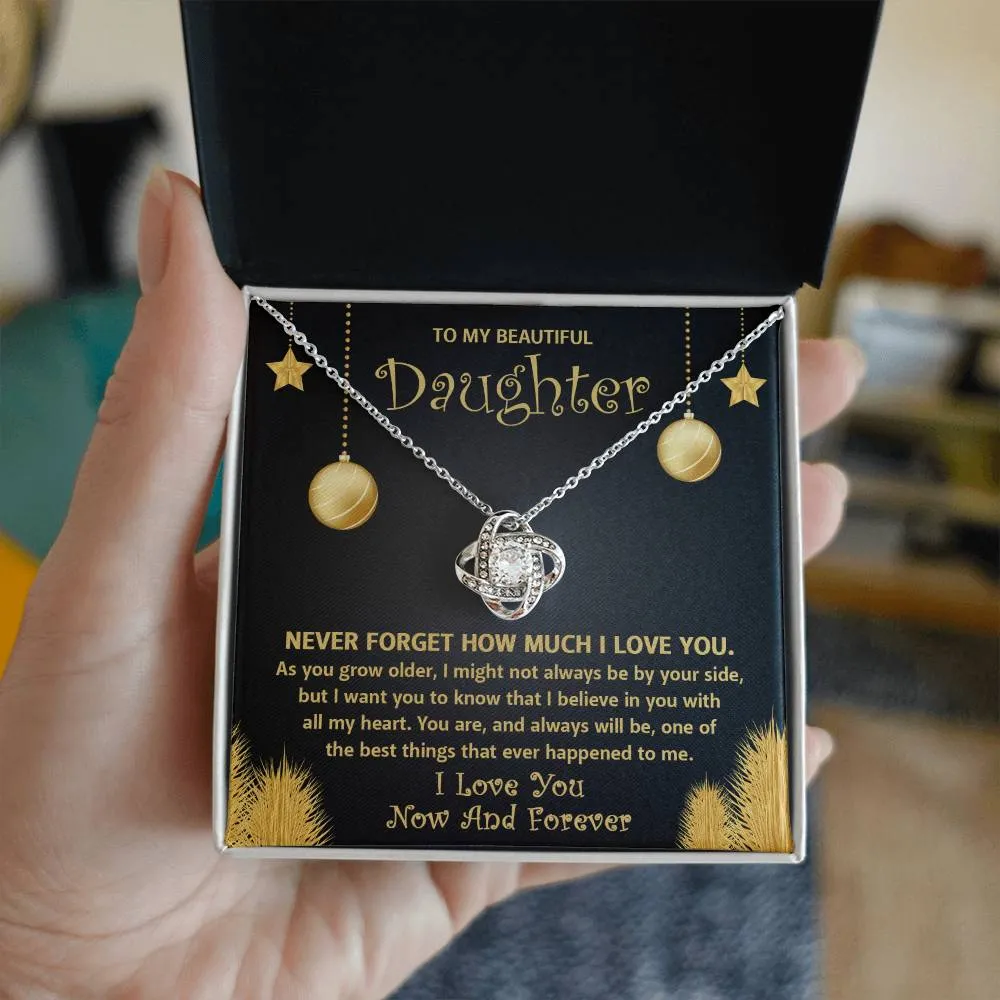 TO MY BEAUTIFUL
Daughter
NEVER FORGET HOW MUCH I LOVE YOU.
As you grow older, I might not always be by your side,
but I want you to know that I believe in you with
all my heart. You are, and always will be, one of
the best things that ever happened to me.
I Love You
Now And Forever